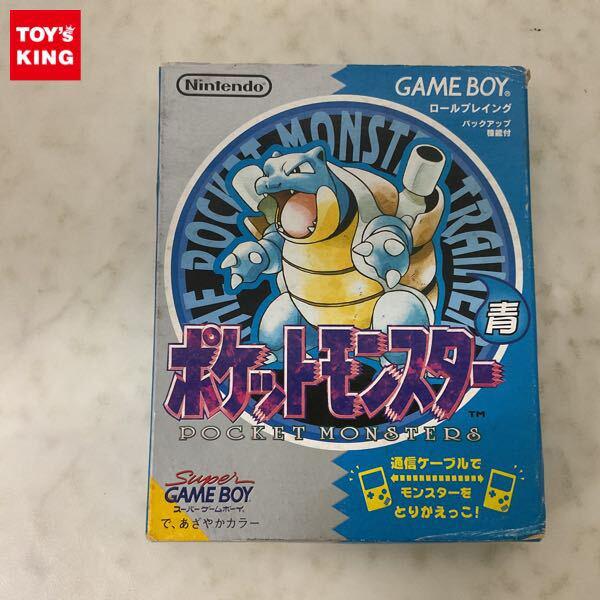 TOY's
KING
Nintendo
GAME BOY®
ロールプレイング
バックアップ
機能付
THE POCKET MONSTER TRAINER
青
ポケットモンスター
TM
POCKET MONSTERS
Super
GAME BOY
スーパーゲームボーイ
で、あざやかカラー
通信ケーブルで
モンスターを
とりかえっこ!